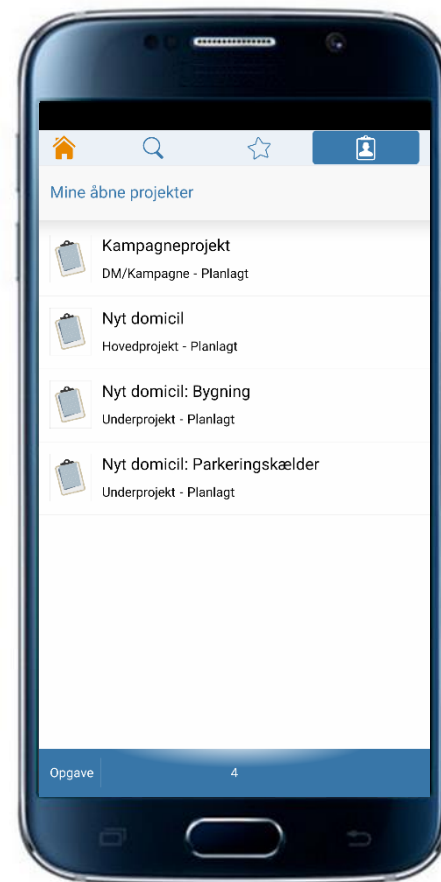 Mine åbne projekter
Kampagneprojekt
DM/Kampagne - Planlagt
Nyt domicil
Hovedprojekt - Planlagt
Nyt domicil: Bygning
Underprojekt - Planlagt
Nyt domicil: Parkeringskælder
Underprojekt - Planlagt
Opgave 4